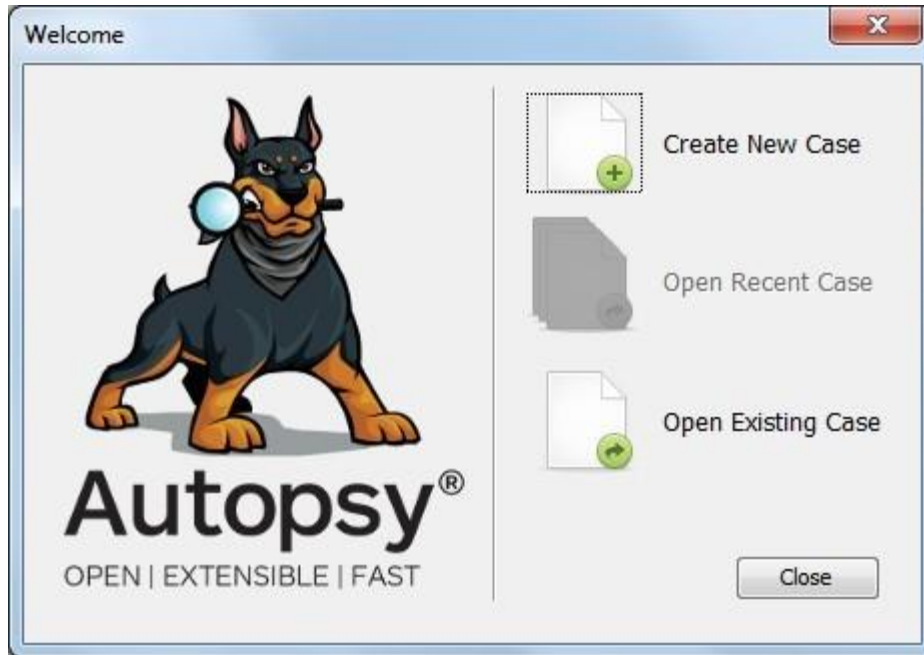 Welcome
Create New Case
Open Recent Case
Open Existing Case
Autopsy®
OPEN | EXTENSIBLE | FAST
Close